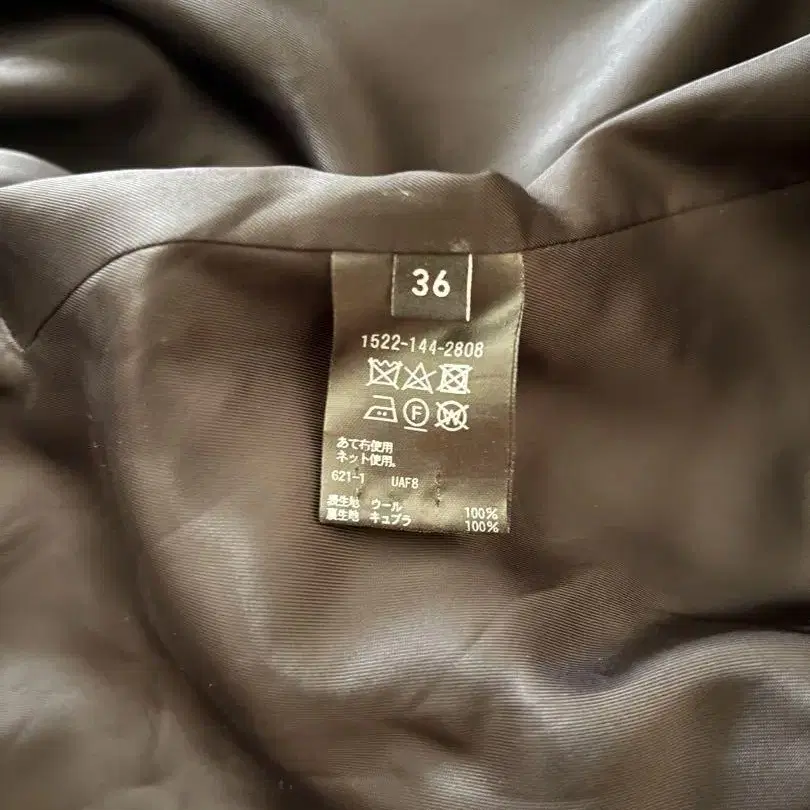 36
1522-144-2808
F W
あて布使用
ネット使用。
621-1 UAF8
表生地 ウール 100%
裏生地 キュプラ 100%